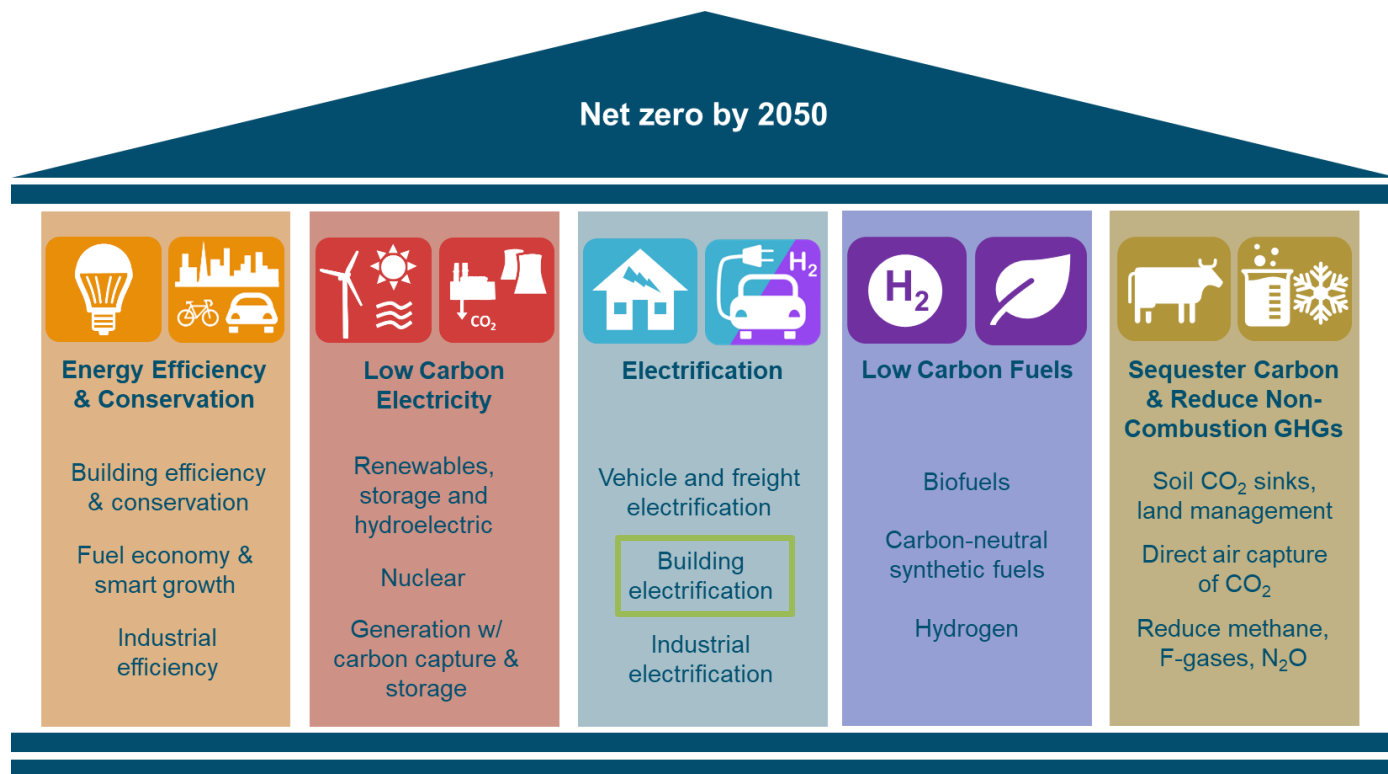 Net zero by 2050
CO₂
H₂
H₂
Energy Efficiency
& Conservation
Building efficiency
& conservation
Fuel economy &
smart growth
Industrial
efficiency
Low Carbon
Electricity
Renewables,
storage and
hydroelectric
Nuclear
Generation w/
carbon capture &
storage
Electrification
Vehicle and freight
electrification
Building
electrification
Industrial
electrification
Low Carbon Fuels
Biofuels
Carbon-neutral
synthetic fuels
Hydrogen
Sequester Carbon
& Reduce Non-
Combustion GHGs
Soil CO₂ sinks,
land management
Direct air capture
of CO₂
Reduce methane,
F-gases, N₂O